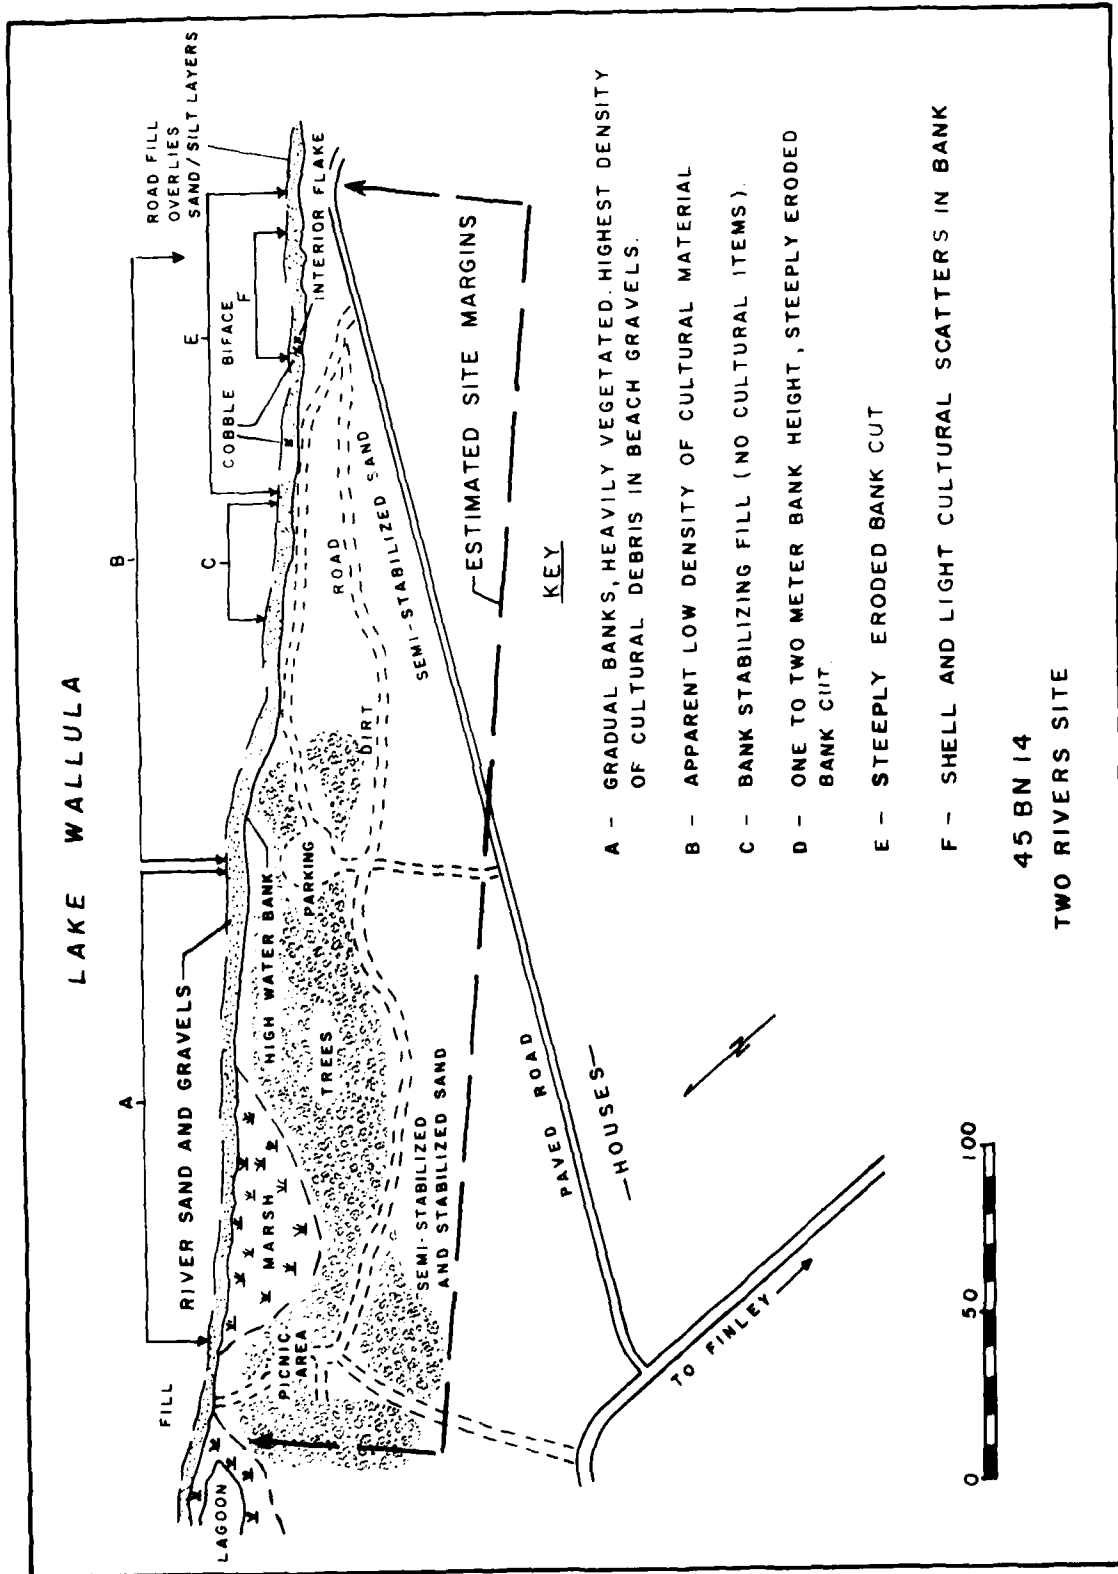 LAKE WALLULA
A
B
C
E
F
ROAD FILL
OVERLIES
SAND/SILT LAYERS
COBBLE BIFACE
INTERIOR FLAKE
FILL
RIVER SAND AND GRAVELS
HIGH WATER BANK
LAGOON
MARSH
PICNIC
AREA
TREES
PARKING
DIRT
ROAD
SEMI-STABILIZED SAND
SEMI-STABILIZED
AND STABILIZED SAND
ESTIMATED SITE MARGINS
PAVED ROAD
HOUSES
TO FINLEY
N
KEY
A - GRADUAL BANKS, HEAVILY VEGETATED. HIGHEST DENSITY
OF CULTURAL DEBRIS IN BEACH GRAVELS.
B - APPARENT LOW DENSITY OF CULTURAL MATERIAL
C - BANK STABILIZING FILL (NO CULTURAL ITEMS).
D - ONE TO TWO METER BANK HEIGHT, STEEPLY ERODED
BANK CUT.
E - STEEPLY ERODED BANK CUT
F - SHELL AND LIGHT CULTURAL SCATTERS IN BANK
0 50 100
45 BN 14
TWO RIVERS SITE